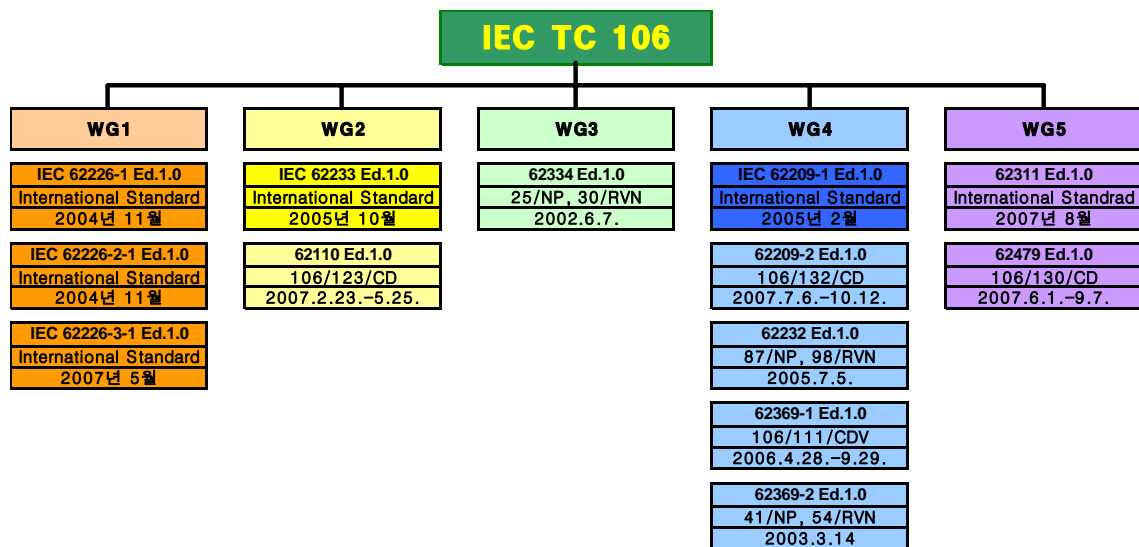 IEC TC 106
WG1
IEC 62226-1 Ed.1.0
International Standard
2004년 11월
IEC 62226-2-1 Ed.1.0
International Standard
2004년 11월
IEC 62226-3-1 Ed.1.0
International Standard
2007년 5월
WG2
IEC 62233 Ed.1.0
International Standard
2005년 10월
62110 Ed.1.0
106/123/CD
2007.2.23.-5.25.
WG3
62334 Ed.1.0
25/NP, 30/RVN
2002.6.7.
WG4
IEC 62209-1 Ed.1.0
International Standard
2005년 2월
62209-2 Ed.1.0
106/132/CD
2007.7.6.-10.12.
62232 Ed.1.0
87/NP, 98/RVN
2005.7.5.
62369-1 Ed.1.0
106/111/CDV
2006.4.28.-9.29.
62369-2 Ed.1.0
41/NP, 54/RVN
2003.3.14
WG5
62311 Ed.1.0
International Standrad
2007년 8월
62479 Ed.1.0
106/130/CD
2007.6.1.-9.7.